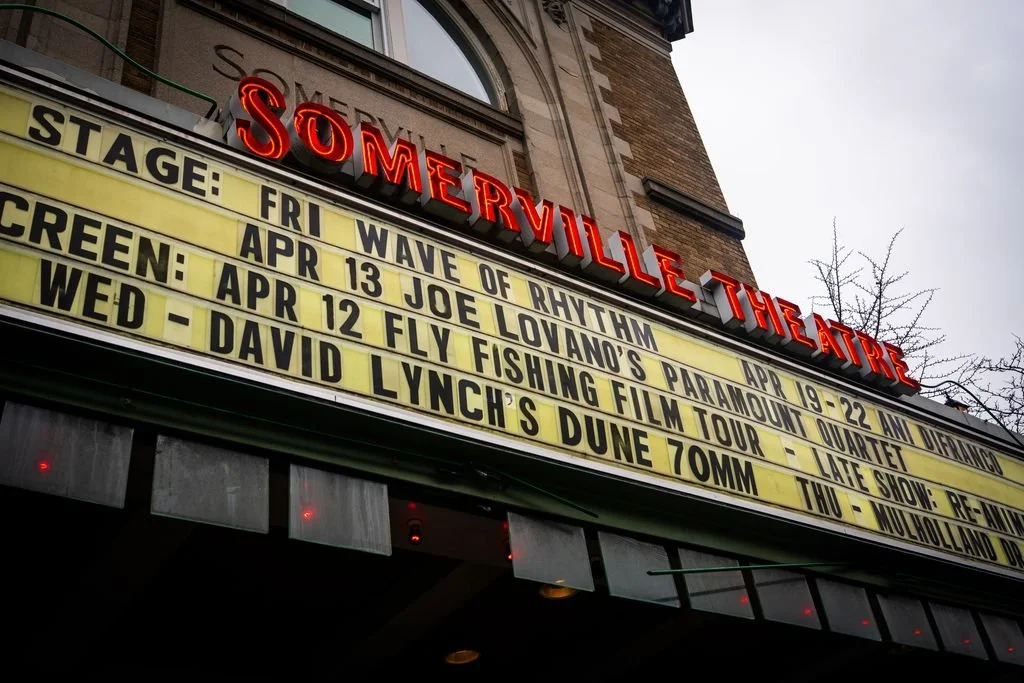 SOMERVILLE
SOMERVILLE THEATRE
STAGE: FRI WAVE OF RHYTHM APR 19-22 ANI DIFRANCO
APR 13 JOE LOVANO'S PARAMOUNT QUARTET
CREEN: APR 12 FLY FISHING FILM TOUR - LATE SHOW: RE-ANIM
WED - DAVID LYNCH'S DUNE 70MM THU - MULHOLLAND DR